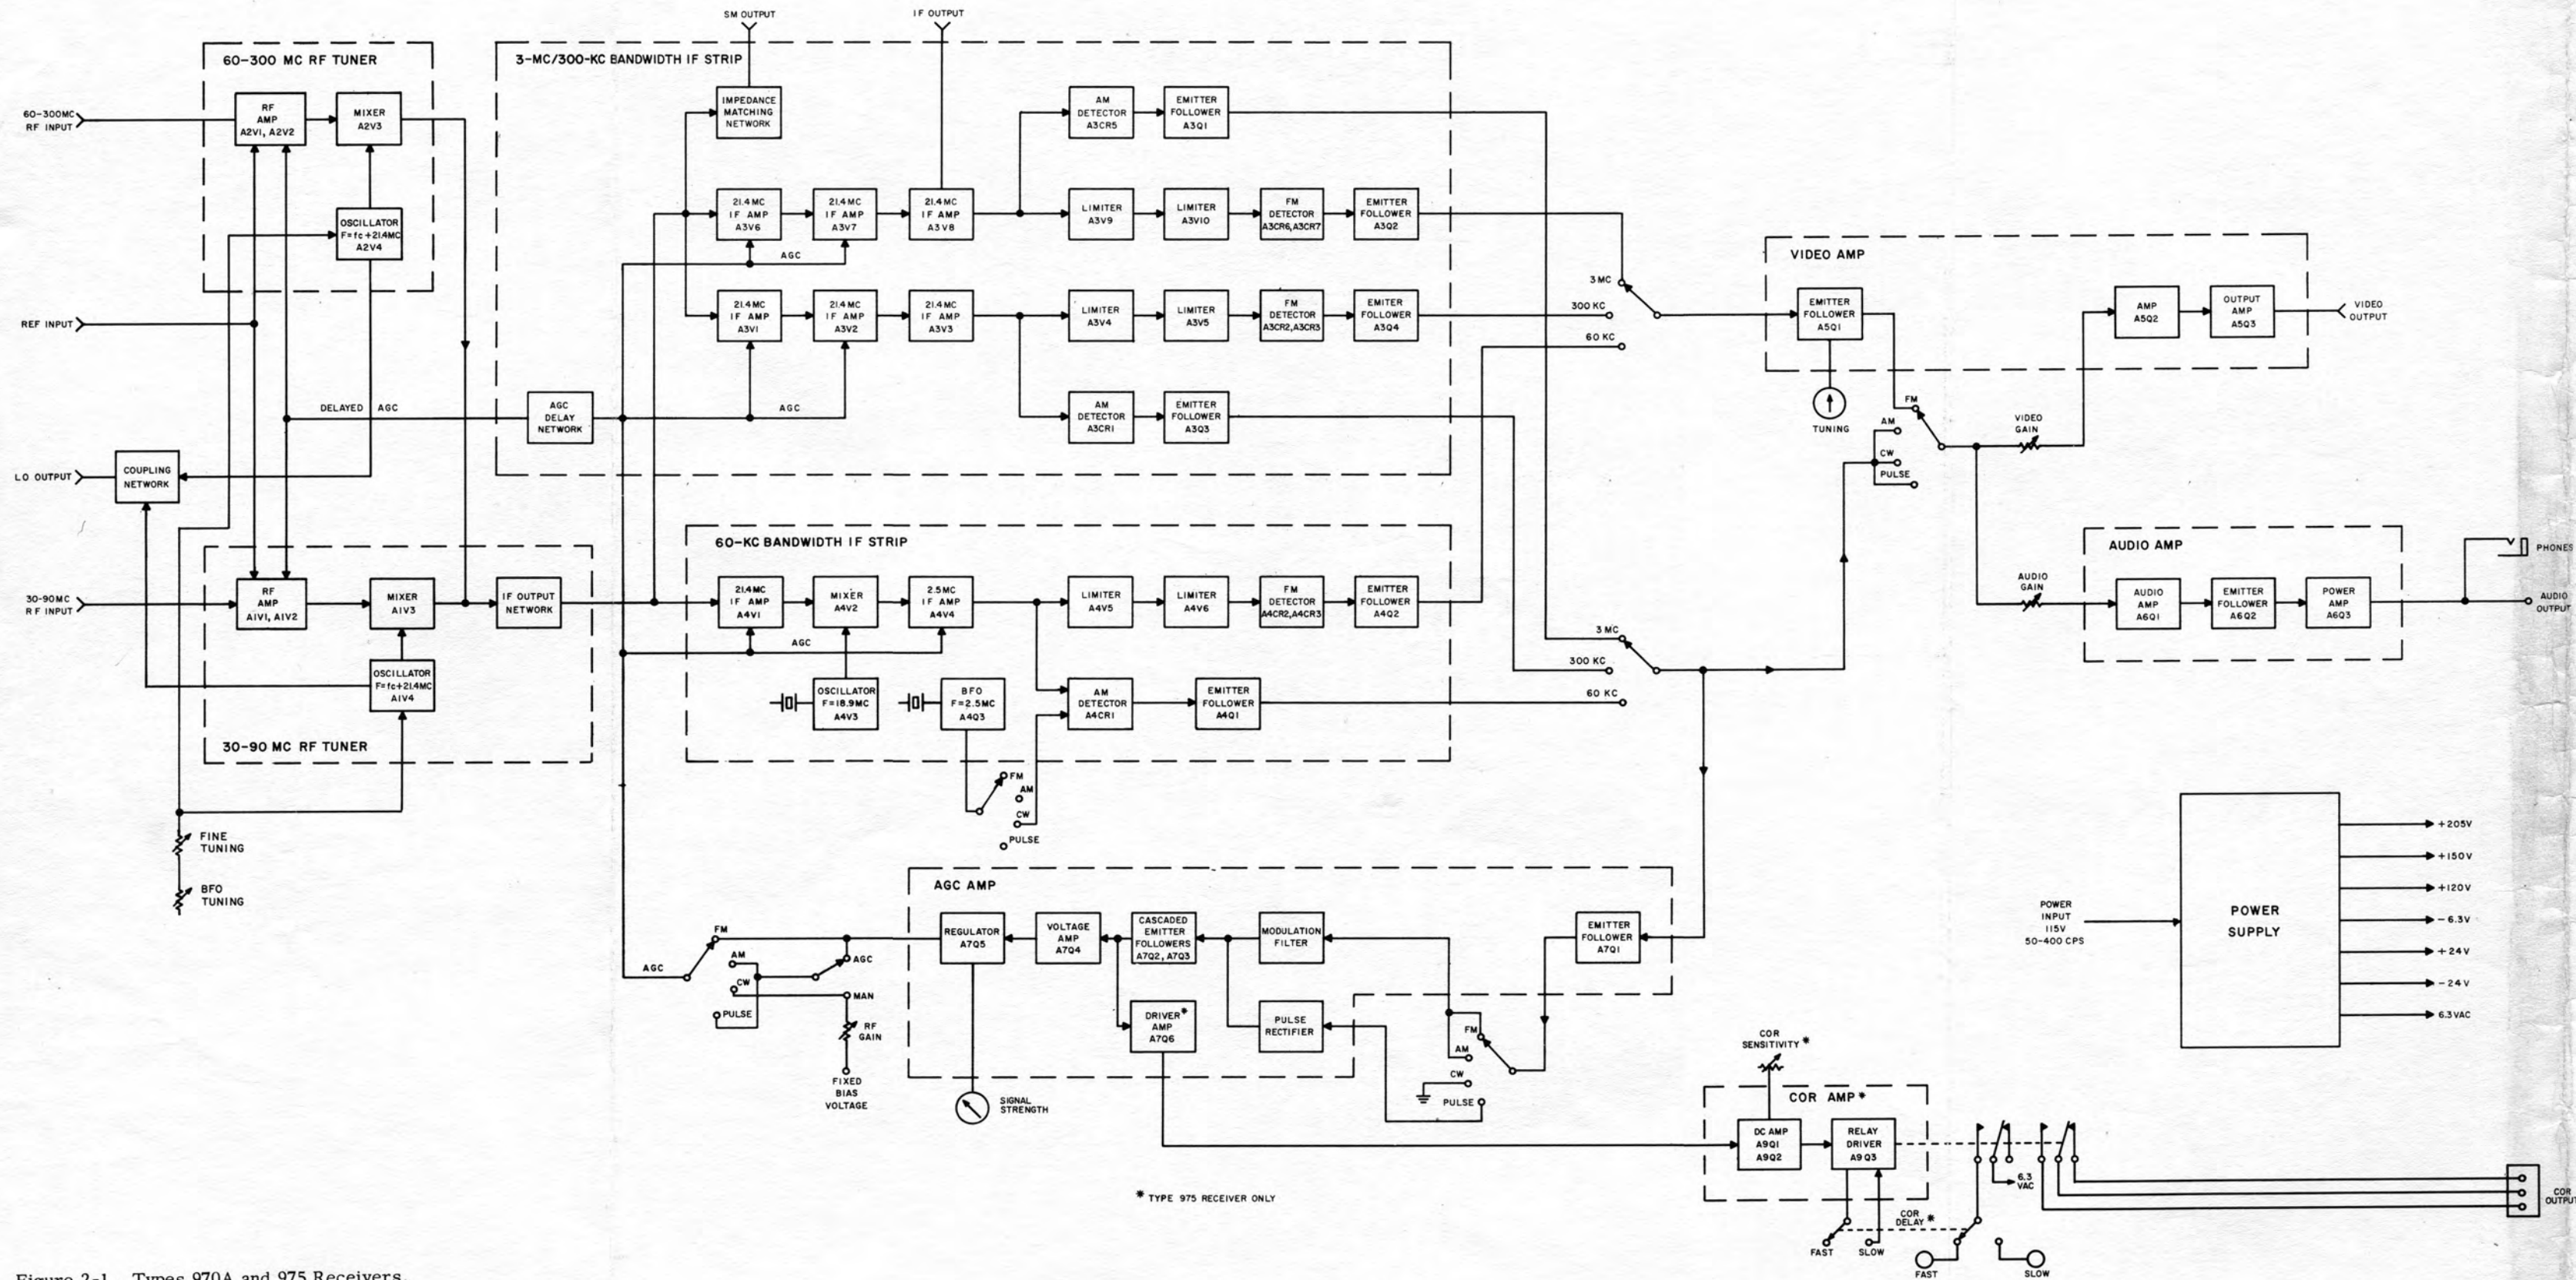 SM OUTPUT
IF OUTPUT
60-300 MC RF TUNER
3-MC/300-KC BANDWIDTH IF STRIP
60-300MC
RF INPUT
RF
AMP
A2V1, A2V2
MIXER
A2V3
OSCILLATOR
F=fc+21.4MC
A2V4
IMPEDANCE
MATCHING
NETWORK
AM
DETECTOR
A3CR5
EMITTER
FOLLOWER
A3Q1
21.4MC
IF AMP
A3V6
21.4MC
IF AMP
A3V7
21.4MC
IF AMP
A3V8
LIMITER
A3V9
LIMITER
A3V10
FM
DETECTOR
A3CR6,A3CR7
EMITTER
FOLLOWER
A3Q2
AGC
REF INPUT
21.4MC
IF AMP
A3V1
21.4MC
IF AMP
A3V2
21.4MC
IF AMP
A3V3
LIMITER
A3V4
LIMITER
A3V5
FM
DETECTOR
A3CR2,A3CR3
EMITER
FOLLOWER
A3Q4
3MC
300 KC
60 KC
VIDEO AMP
EMITTER
FOLLOWER
A5Q1
TUNING
AMP
A5Q2
OUTPUT
AMP
A5Q3
VIDEO
OUTPUT
DELAYED AGC
AGC
DELAY
NETWORK
AGC
AM
DETECTOR
A3CR1
EMITTER
FOLLOWER
A3Q3
FM
AM
CW
PULSE
VIDEO
GAIN
LO OUTPUT
COUPLING
NETWORK
60-KC BANDWIDTH IF STRIP
AUDIO AMP
PHONES
30-90MC
RF INPUT
RF
AMP
A1V1, A1V2
MIXER
A1V3
IF OUTPUT
NETWORK
OSCILLATOR
F=fc+21.4MC
A1V4
30-90 MC RF TUNER
21.4MC
IF AMP
A4V1
MIXER
A4V2
2.5MC
IF AMP
A4V4
LIMITER
A4V5
LIMITER
A4V6
FM
DETECTOR
A4CR2,A4CR3
EMITTER
FOLLOWER
A4Q2
AGC
AUDIO
GAIN
AUDIO
AMP
A6Q1
EMITTER
FOLLOWER
A6Q2
POWER
AMP
A6Q3
AUDIO
OUTPUT
OSCILLATOR
F=18.9MC
A4V3
BFO
F=2.5MC
A4Q3
AM
DETECTOR
A4CR1
EMITTER
FOLLOWER
A4Q1
3 MC
300 KC
60 KC
FM
AM
CW
PULSE
FINE
TUNING
BFO
TUNING
AGC AMP
FM
AM
CW
PULSE
AGC
AGC
MAN
RF
GAIN
FIXED
BIAS
VOLTAGE
REGULATOR
A7Q5
VOLTAGE
AMP
A7Q4
CASCADED
EMITTER
FOLLOWERS
A7Q2, A7Q3
MODULATION
FILTER
EMITTER
FOLLOWER
A7Q1
DRIVER*
AMP
A7Q6
PULSE
RECTIFIER
FM
AM
CW
PULSE
SIGNAL
STRENGTH
POWER
INPUT
115V
50-400 CPS
POWER
SUPPLY
+205V
+150V
+120V
-6.3V
+24V
-24V
6.3VAC
COR
SENSITIVITY*
COR AMP*
DC AMP
A9Q1
A9Q2
RELAY
DRIVER
A9Q3
6.3
VAC
COR
OUTPUT
COR
DELAY*
FAST
SLOW
FAST
SLOW
* TYPE 975 RECEIVER ONLY
Figure 2-1. Types 970A and 975 Receivers.